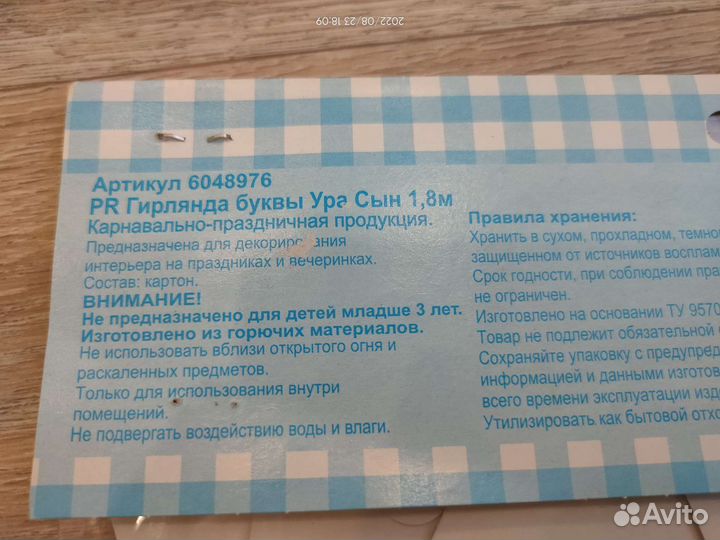 2022/08/23 18:09
Артикул 6048976
PR Гирлянда буквы Ура Сын 1,8м
Карнавально-праздничная продукция.
Предназначена для декорирования
интерьера на праздниках и вечеринках.
Состав: картон.
ВНИМАНИЕ!
Не предназначено для детей младше 3 лет.
Изготовлено из горючих материалов.
Не использовать вблизи открытого огня и
раскаленных предметов.
Только для использования внутри
помещений.
Не подвергать воздействию воды и влаги.
Правила хранения:
Хранить в сухом, прохладном, темно
защищенном от источников воспла
Срок годности, при соблюдении пра
не ограничен.
Изготовлено на основании ТУ 9570
Товар не подлежит обязательной
Сохраняйте упаковку с предупред
информацией и данными изготов
всего времени эксплуатации изд
Утилизировать как бытовой отхо
Avito